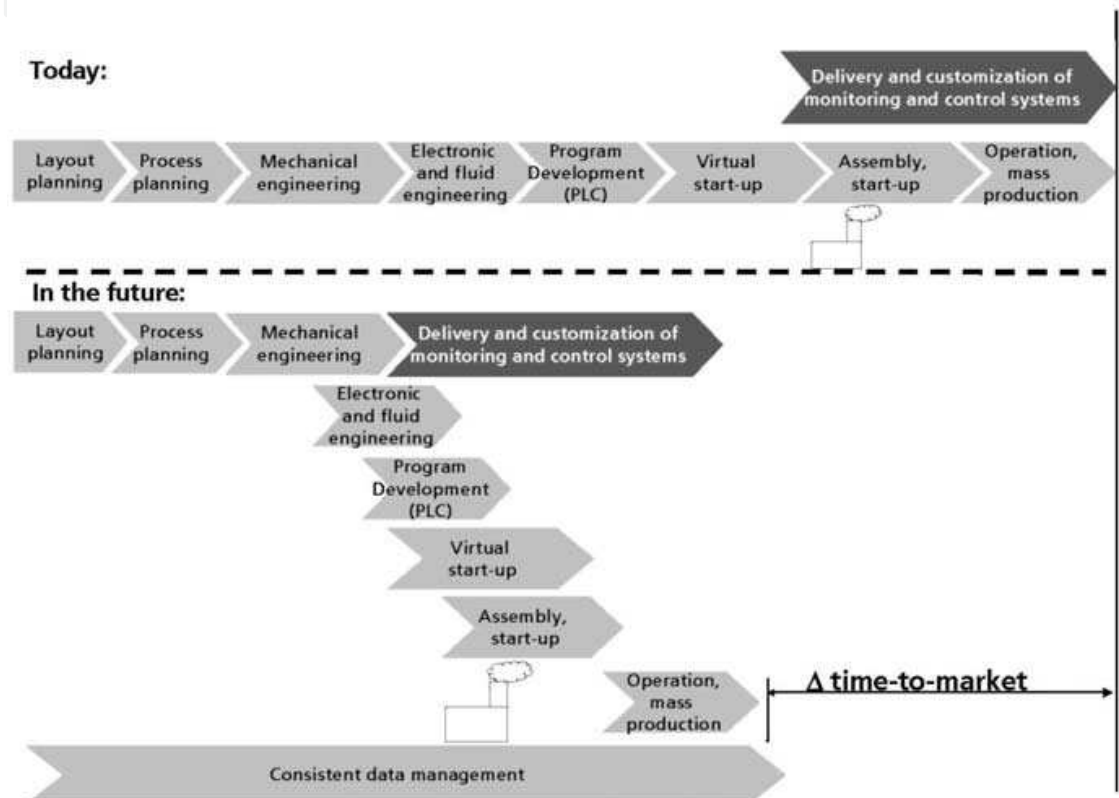 Today:
Delivery and customization of
monitoring and control systems
Layout
planning
Process
planning
Mechanical
engineering
Electronic
and fluid
engineering
Program
Development
(PLC)
Virtual
start-up
Assembly,
start-up
Operation,
mass
production
In the future:
Layout
planning
Process
planning
Mechanical
engineering
Delivery and customization of
monitoring and control systems
Electronic
and fluid
engineering
Program
Development
(PLC)
Virtual
start-up
Assembly,
start-up
Operation,
mass
production
Δ time-to-market
Consistent data management